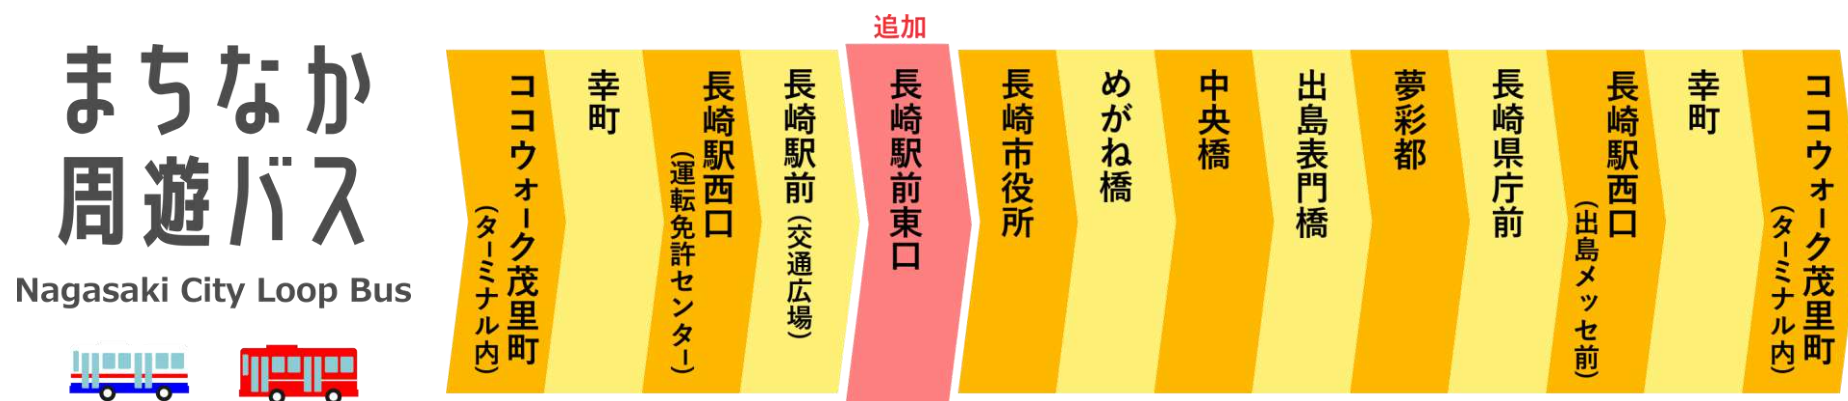 まちなか
周遊バス
Nagasaki City Loop Bus
追加
ココウォーク茂里町
(ターミナル内)
幸町
長崎駅西口
(運転免許センター)
長崎駅前(交通広場)
長崎駅前東口
長崎市役所
めがね橋
中央橋
出島表門橋
夢彩都
長崎県庁前
長崎駅西口
(出島メッセ前)
幸町
ココウォーク茂里町
(ターミナル内)